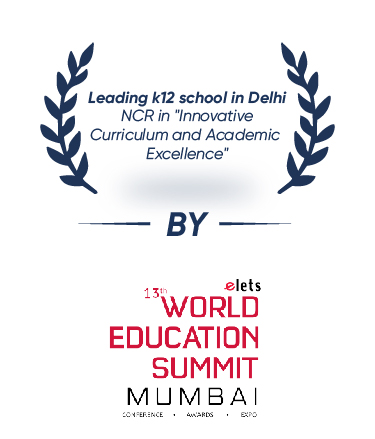 Leading k12 school in Delhi
NCR in "Innovative
Curriculum and Academic
Excellence"
BY
elets
13th WORLD
EDUCATION
SUMMIT
MUMBAI
CONFERENCE • AWARDS • EXPO